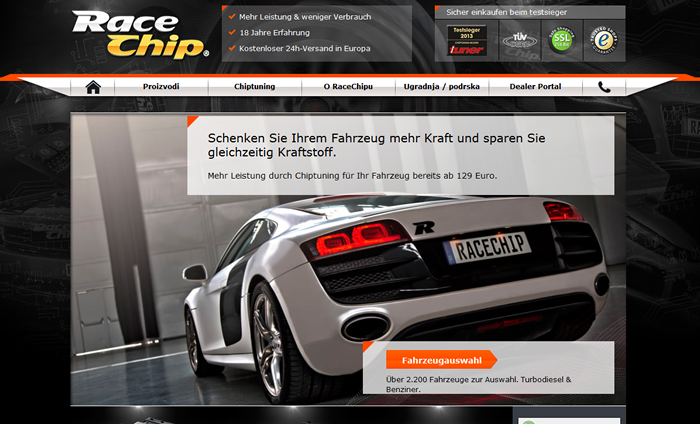 Race
Chip®
Mehr Leistung & weniger Verbrauch
18 Jahre Erfahrung
Kostenloser 24h-Versand in Europa
Sicher einkaufen beim testsieger
Testsieger
2013
tuner
TÜV
SSL
Proizvodi
Chiptuning
O RaceChipu
Ugradnja / podrska
Dealer Portal
Schenken Sie Ihrem Fahrzeug mehr Kraft und sparen Sie
gleichzeitig Kraftstoff.
Mehr Leistung durch Chiptuning für Ihr Fahrzeug bereits ab 129 Euro.
R
RACECHIP
Fahrzeugauswahl
Über 2.200 Fahrzeuge zur Auswahl. Turbodiesel &
Benziner.